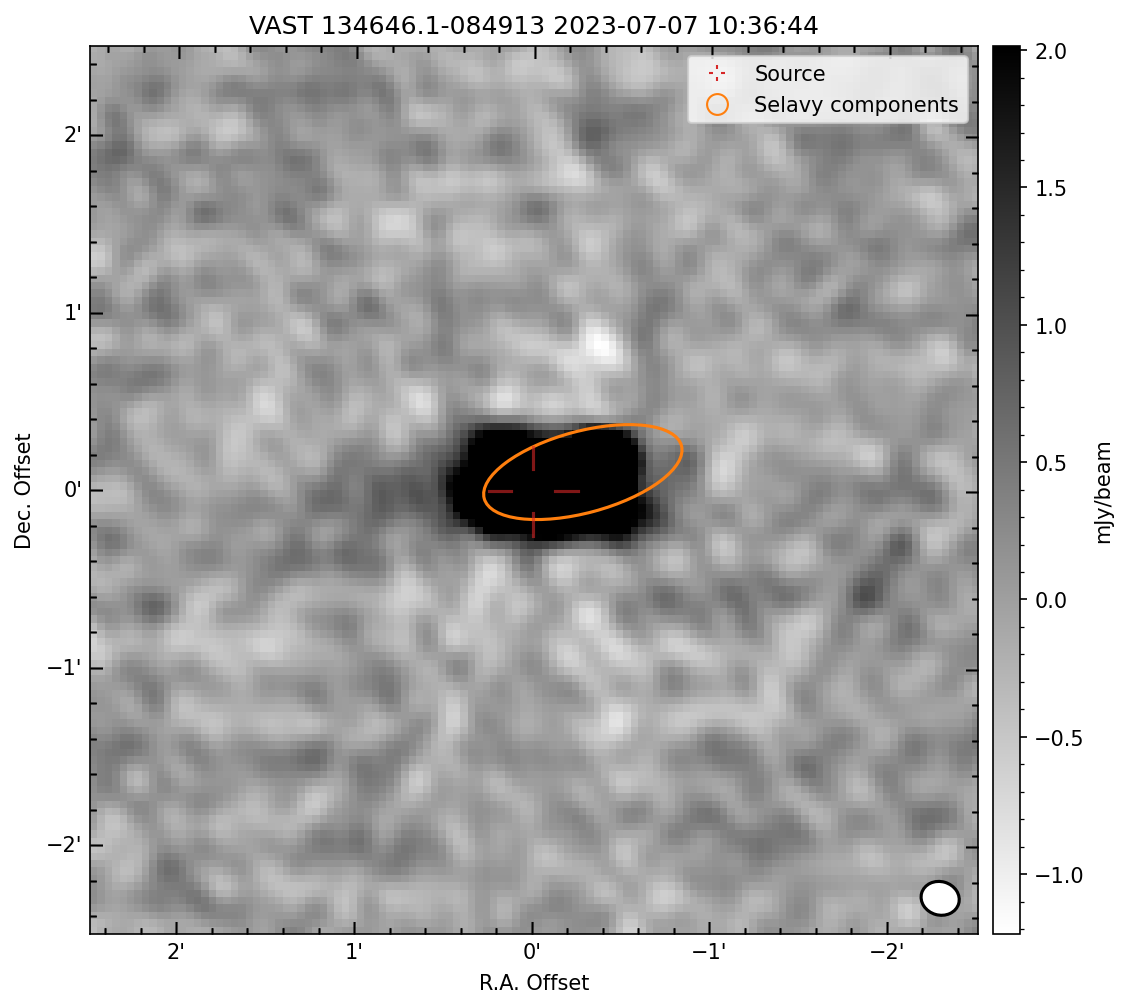 VAST 134646.1-084913 2023-07-07 10:36:44
Source
Selavy components
2'
1'
0'
−1'
−2'
Dec. Offset
2'
1'
0'
−1'
−2'
R.A. Offset
2.0
1.5
1.0
0.5
0.0
−0.5
−1.0
mJy/beam